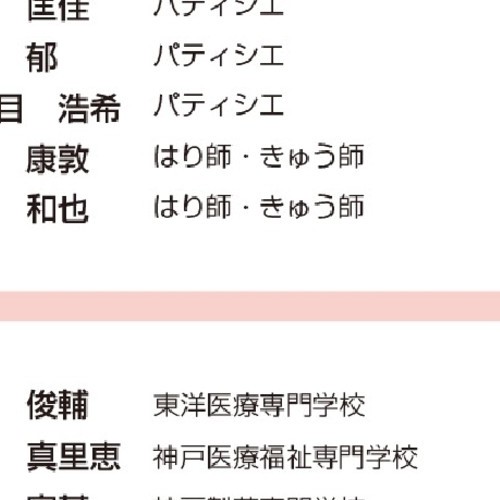 匡佳 パティシエ
郁 パティシエ
目 浩希 パティシエ
康敦 はり師・きゅう師
和也 はり師・きゅう師
俊輔 東洋医療専門学校
真里恵 神戸医療福祉専門学校